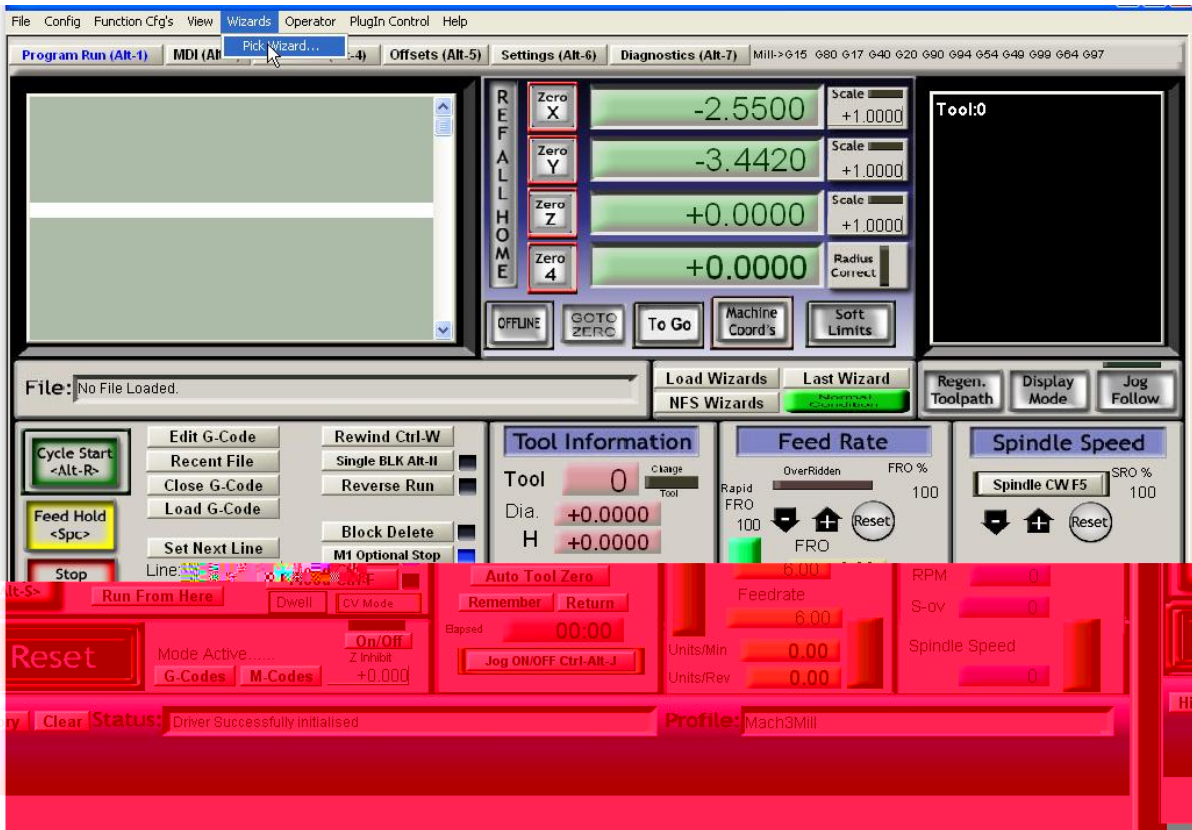 File Config Function Cfg's View Wizards Operator PlugIn Control Help
Pick Wizard...
Program Run (Alt-1) MDI (Al -4) Offsets (Alt-5) Settings (Alt-6) Diagnostics (Alt-7) Mill->G15 G80 G17 G40 G20 G90 G94 G54 G49 G99 G64 G97
REF ALL HOME
Zero X -2.5500 Scale +1.0000
Zero Y -3.4420 Scale +1.0000
Zero Z +0.0000 Scale +1.0000
Zero 4 +0.0000 Radius Correct
OFFLINE GOTO ZERO To Go Machine Coord's Soft Limits
Tool:0
File: No File Loaded.
Load Wizards Last Wizard
NFS Wizards Normal Condition
Regen. Toolpath Display Mode Jog Follow
Cycle Start <Alt-R>
Feed Hold <Spc>
Stop
lt-S>
Reset
Edit G-Code
Recent File
Close G-Code
Load G-Code
Set Next Line
Line:
Run From Here
Rewind Ctrl-W
Single BLK Alt-N
Reverse Run
Block Delete
M1 Optional Stop
Ctrl-F
Dwell CV Mode
Mode Active......
G-Codes M-Codes
On/Off
Z Inhibit
+0.000
Tool Information
Tool 0 Change Tool
Dia. +0.0000
H +0.0000
Auto Tool Zero
Remember Return
Elapsed 00:00
Jog ON/OFF Ctrl-Alt-J
Feed Rate
OverRidden FRO %
100
Rapid FRO
100
Reset
FRO
6.00
Feedrate
6.00
Units/Min 0.00
Units/Rev 0.00
Spindle Speed
Spindle CW F5
SRO %
100
Reset
RPM 0
S-ov 0
Spindle Speed
0
ry Clear Status: Driver Successfully initialised Profile: Mach3Mill
Hi